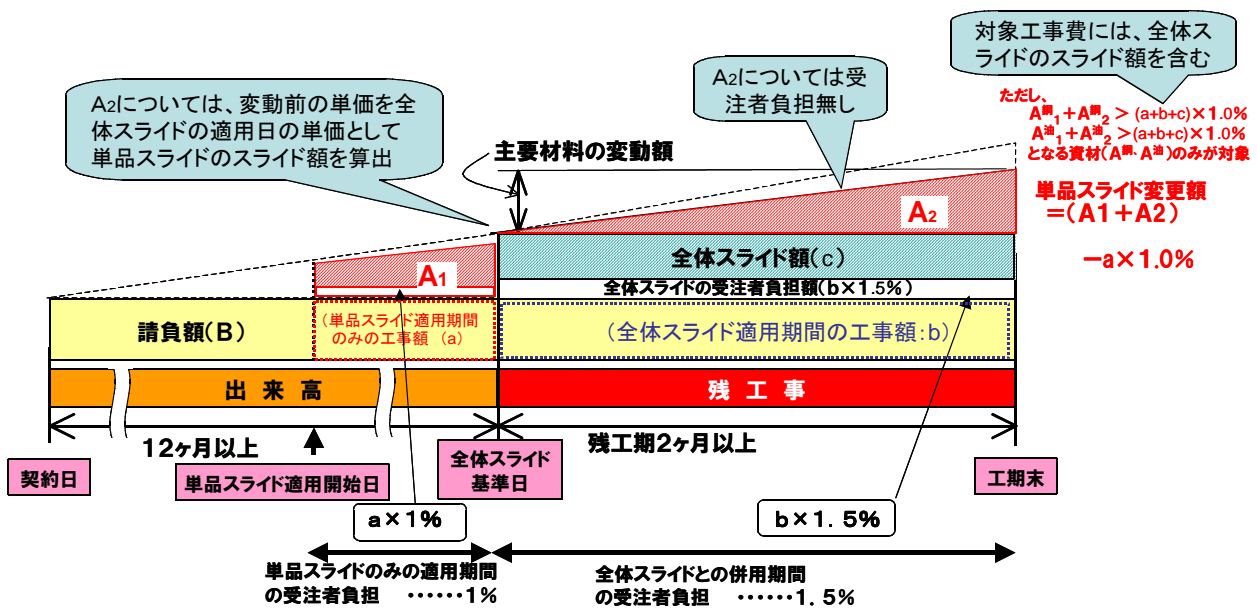 対象工事費には、全体ス
ライドのスライド額を含む
A2については受
注者負担無し
A2については、変動前の単価を全
体スライドの適用日の単価として
単品スライドのスライド額を算出
ただし、
A鋼1+A鋼2>(a+b+c)×1.0%
A油1+A油2>(a+b+c)×1.0%
となる資材(A鋼、A油)のみが対象
主要材料の変動額
単品スライド変更額
=(A1+A2)
-a×1.0%
A2
A1
全体スライド額(c)
全体スライドの受注者負担額(b×1.5%)
請負額(B)
(単品スライド適用期間
のみの工事額 (a)
(全体スライド適用期間の工事額:b)
出 来 高
残 工 事
12ヶ月以上
残工期2ヶ月以上
契約日
単品スライド適用開始日
全体スライド
基準日
工期末
a×1%
b×1.5%
単品スライドのみの適用期間
の受注者負担 ‥‥‥1%
全体スライドとの併用期間
の受注者負担 ‥‥‥1.5%